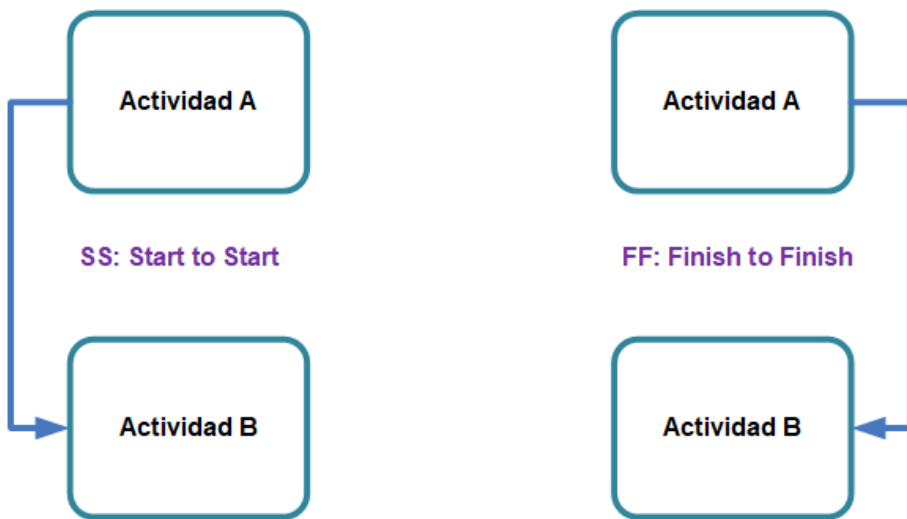 Actividad A
Actividad A
SS: Start to Start
FF: Finish to Finish
Actividad B
Actividad B